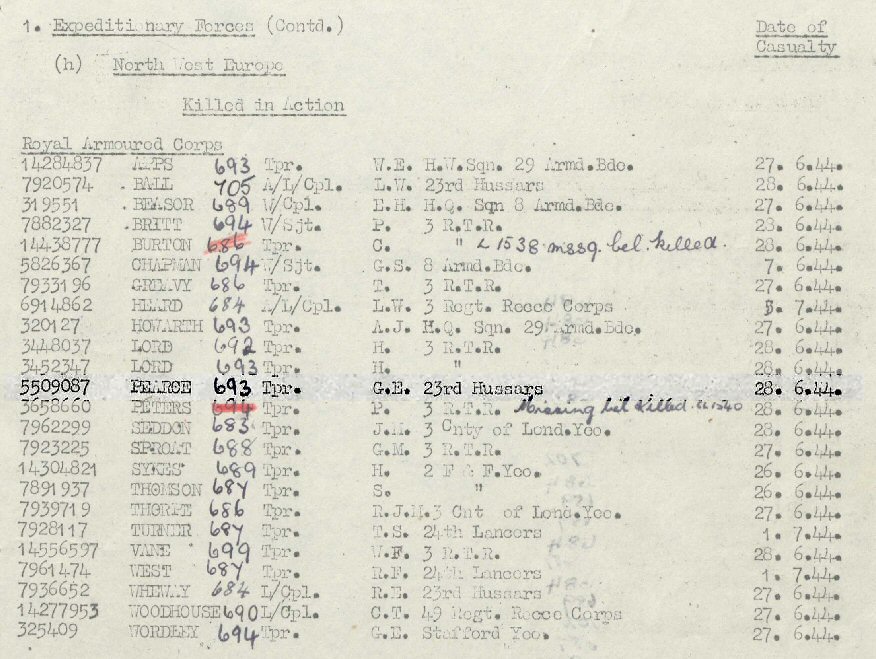 1. Expeditionary Forces (Contd.)
Date of Casualty
(h) North West Europe
Killed in Action
Royal Armoured Corps
14284837 AMPS 693 Tpr. W.E. H.W.Sqn. 29 Armd.Bde. 27. 6.44.
7920574 BALL 705 A/L/Cpl. L.W. 23rd Hussars 28. 6.44.
319551 BEASOR 689 W/Cpl. E.H. H.Q. Sqn 8 Armd.Bde. 27. 6.44.
7882327 BRITT 694 W/Sjt. P. 3 R.T.R. 28. 6.44.
14438777 BURTON 686 Tpr. C. " L 1538 missg. bel. killed. 28. 6.44.
5826367 CHAPMAN 694 W/Sjt. G.S. 8 Armd.Bde. 7. 6.44.
7933196 GREAVY 686 Tpr. T. 3 R.T.R. 27. 6.44.
6914862 HEARD 684 A/L/Cpl. L.W. 3 Regt. Recce Corps 5. 7.44.
320127 HOWARTH 693 Tpr. A.J. H.Q. Sqn. 29 Armd.Bde. 27. 6.44.
3448037 LORD 692 Tpr. H. 3 R.T.R. 28. 6.44.
3452347 LORD 693 Tpr. H. " 28. 6.44.
5509087 PEARCE 693 Tpr. G.E. 23rd Hussars 28. 6.44.
3658660 PETERS 694 Tpr. P. 3 R.T.R. Missing bel killed. L1540 28. 6.44.
7962299 SEDDON 683 Tpr. J.M. 3 Cnty of Lond.Yeo. 28. 6.44.
7923225 SPROAT 688 Tpr. G.M. 3 R.T.R. 27. 6.44.
14304821 SYKES 689 Tpr. H. 2 F & F.Yeo. 26. 6.44.
7891937 THOMSON 687 Tpr. S. " 26. 6.44.
7939719 THORPE 686 Tpr. R.J.M. 3 Cnt of Lond.Yeo. 27. 6.44.
7928117 TURNER 687 Tpr. T.S. 24th Lancers 1. 7.44.
14556597 VANE 699 Tpr. W.F. 3 R.T.R. 28. 6.44.
7961474 WEST 687 Tpr. R.F. 24th Lancers 1. 7.44.
7936652 WHEWAY 684 L/Cpl. R.E. 23rd Hussars 27. 6.44.
14277953 WOODHOUSE 690 L/Cpl. C.T. 49 Regt. Recce Corps 27. 6.44.
325409 WORDLEY 694 Tpr. G.E. Stafford Yeo. 27. 6.44.